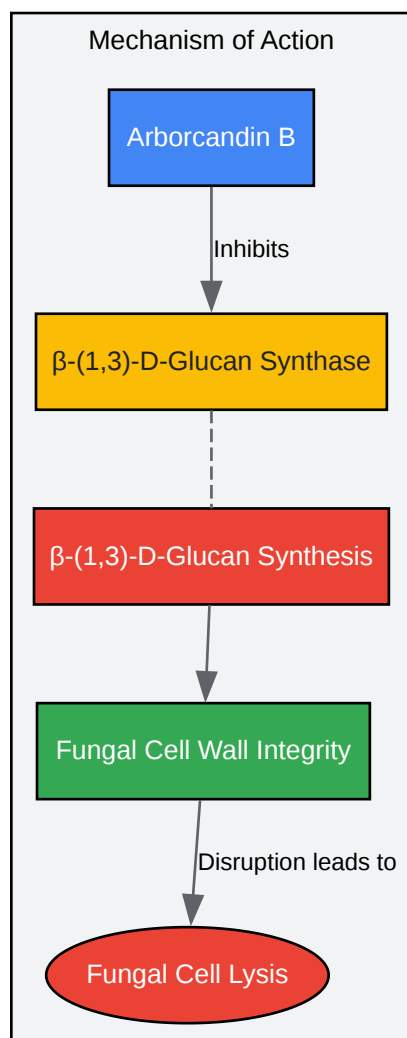 Mechanism of Action
Arborcandin B
Inhibits
β-(1,3)-D-Glucan Synthase
β-(1,3)-D-Glucan Synthesis
Fungal Cell Wall Integrity
Disruption leads to
Fungal Cell Lysis